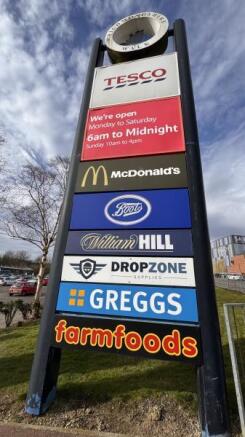 TESCO
We're open
Monday to Saturday
6am to Midnight
Sunday 10am to 4pm
McDonald's
Boots
William HILL
DROPZONE
SUPPLIES
GREGGS
farmfoods